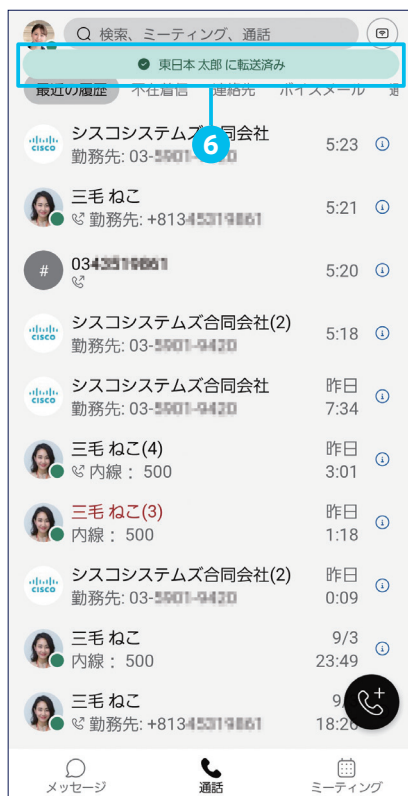 検索、ミーティング、通話
東日本 太郎 に転送済み
最近の履歴 不在着信 連絡先 ボイスメール
6
シスコシステムズ合同会社
5:23
勤務先: 03-
三毛 ねこ
5:21
勤務先: +813
#
03
5:20
シスコシステムズ合同会社(2)
5:18
勤務先: 03-
シスコシステムズ合同会社
昨日
勤務先: 03-
7:34
三毛 ねこ(4)
昨日
内線: 500
3:01
三毛 ねこ(3)
昨日
内線: 500
1:18
シスコシステムズ合同会社(2)
昨日
勤務先: 03-
0:09
三毛 ねこ
9/3
内線: 500
23:49
三毛 ねこ
勤務先: +813
メッセージ 通話 ミーティング